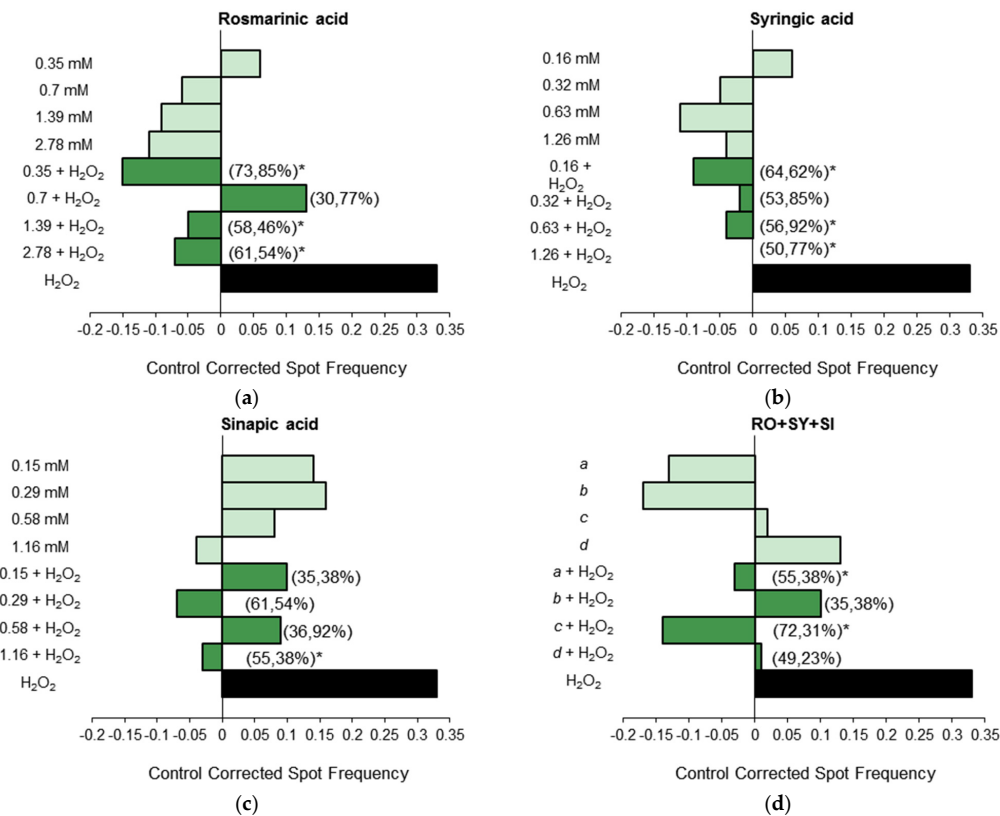 Rosmarinic acid
0.35 mM
0.7 mM
1.39 mM
2.78 mM
0.35 + H₂O₂ (73,85%)*
0.7 + H₂O₂ (30,77%)
1.39 + H₂O₂ (58,46%)*
2.78 + H₂O₂ (61,54%)*
H₂O₂
-0.2 -0.15 -0.1 -0.05 0 0.05 0.1 0.15 0.2 0.25 0.3 0.35
Control Corrected Spot Frequency
(a)
Syringic acid
0.16 mM
0.32 mM
0.63 mM
1.26 mM
0.16 +
H₂O₂ (64,62%)*
0.32 + H₂O₂ (53,85%)
0.63 + H₂O₂ (56,92%)*
1.26 + H₂O₂ (50,77%)*
H₂O₂
-0.2 -0.15 -0.1 -0.05 0 0.05 0.1 0.15 0.2 0.25 0.3 0.35
Control Corrected Spot Frequency
(b)
Sinapic acid
0.15 mM
0.29 mM
0.58 mM
1.16 mM
0.15 + H₂O₂ (35,38%)
0.29 + H₂O₂ (61,54%)
0.58 + H₂O₂ (36,92%)
1.16 + H₂O₂ (55,38%)*
H₂O₂
-0.2 -0.15 -0.1 -0.05 0 0.05 0.1 0.15 0.2 0.25 0.3 0.35
Control Corrected Spot Frequency
(c)
RO+SY+SI
a
b
c
d
a + H₂O₂ (55,38%)*
b + H₂O₂ (35,38%)
c + H₂O₂ (72,31%)*
d + H₂O₂ (49,23%)
H₂O₂
-0.2 -0.15 -0.1 -0.05 0 0.05 0.1 0.15 0.2 0.25 0.3 0.35
Control Corrected Spot Frequency
(d)